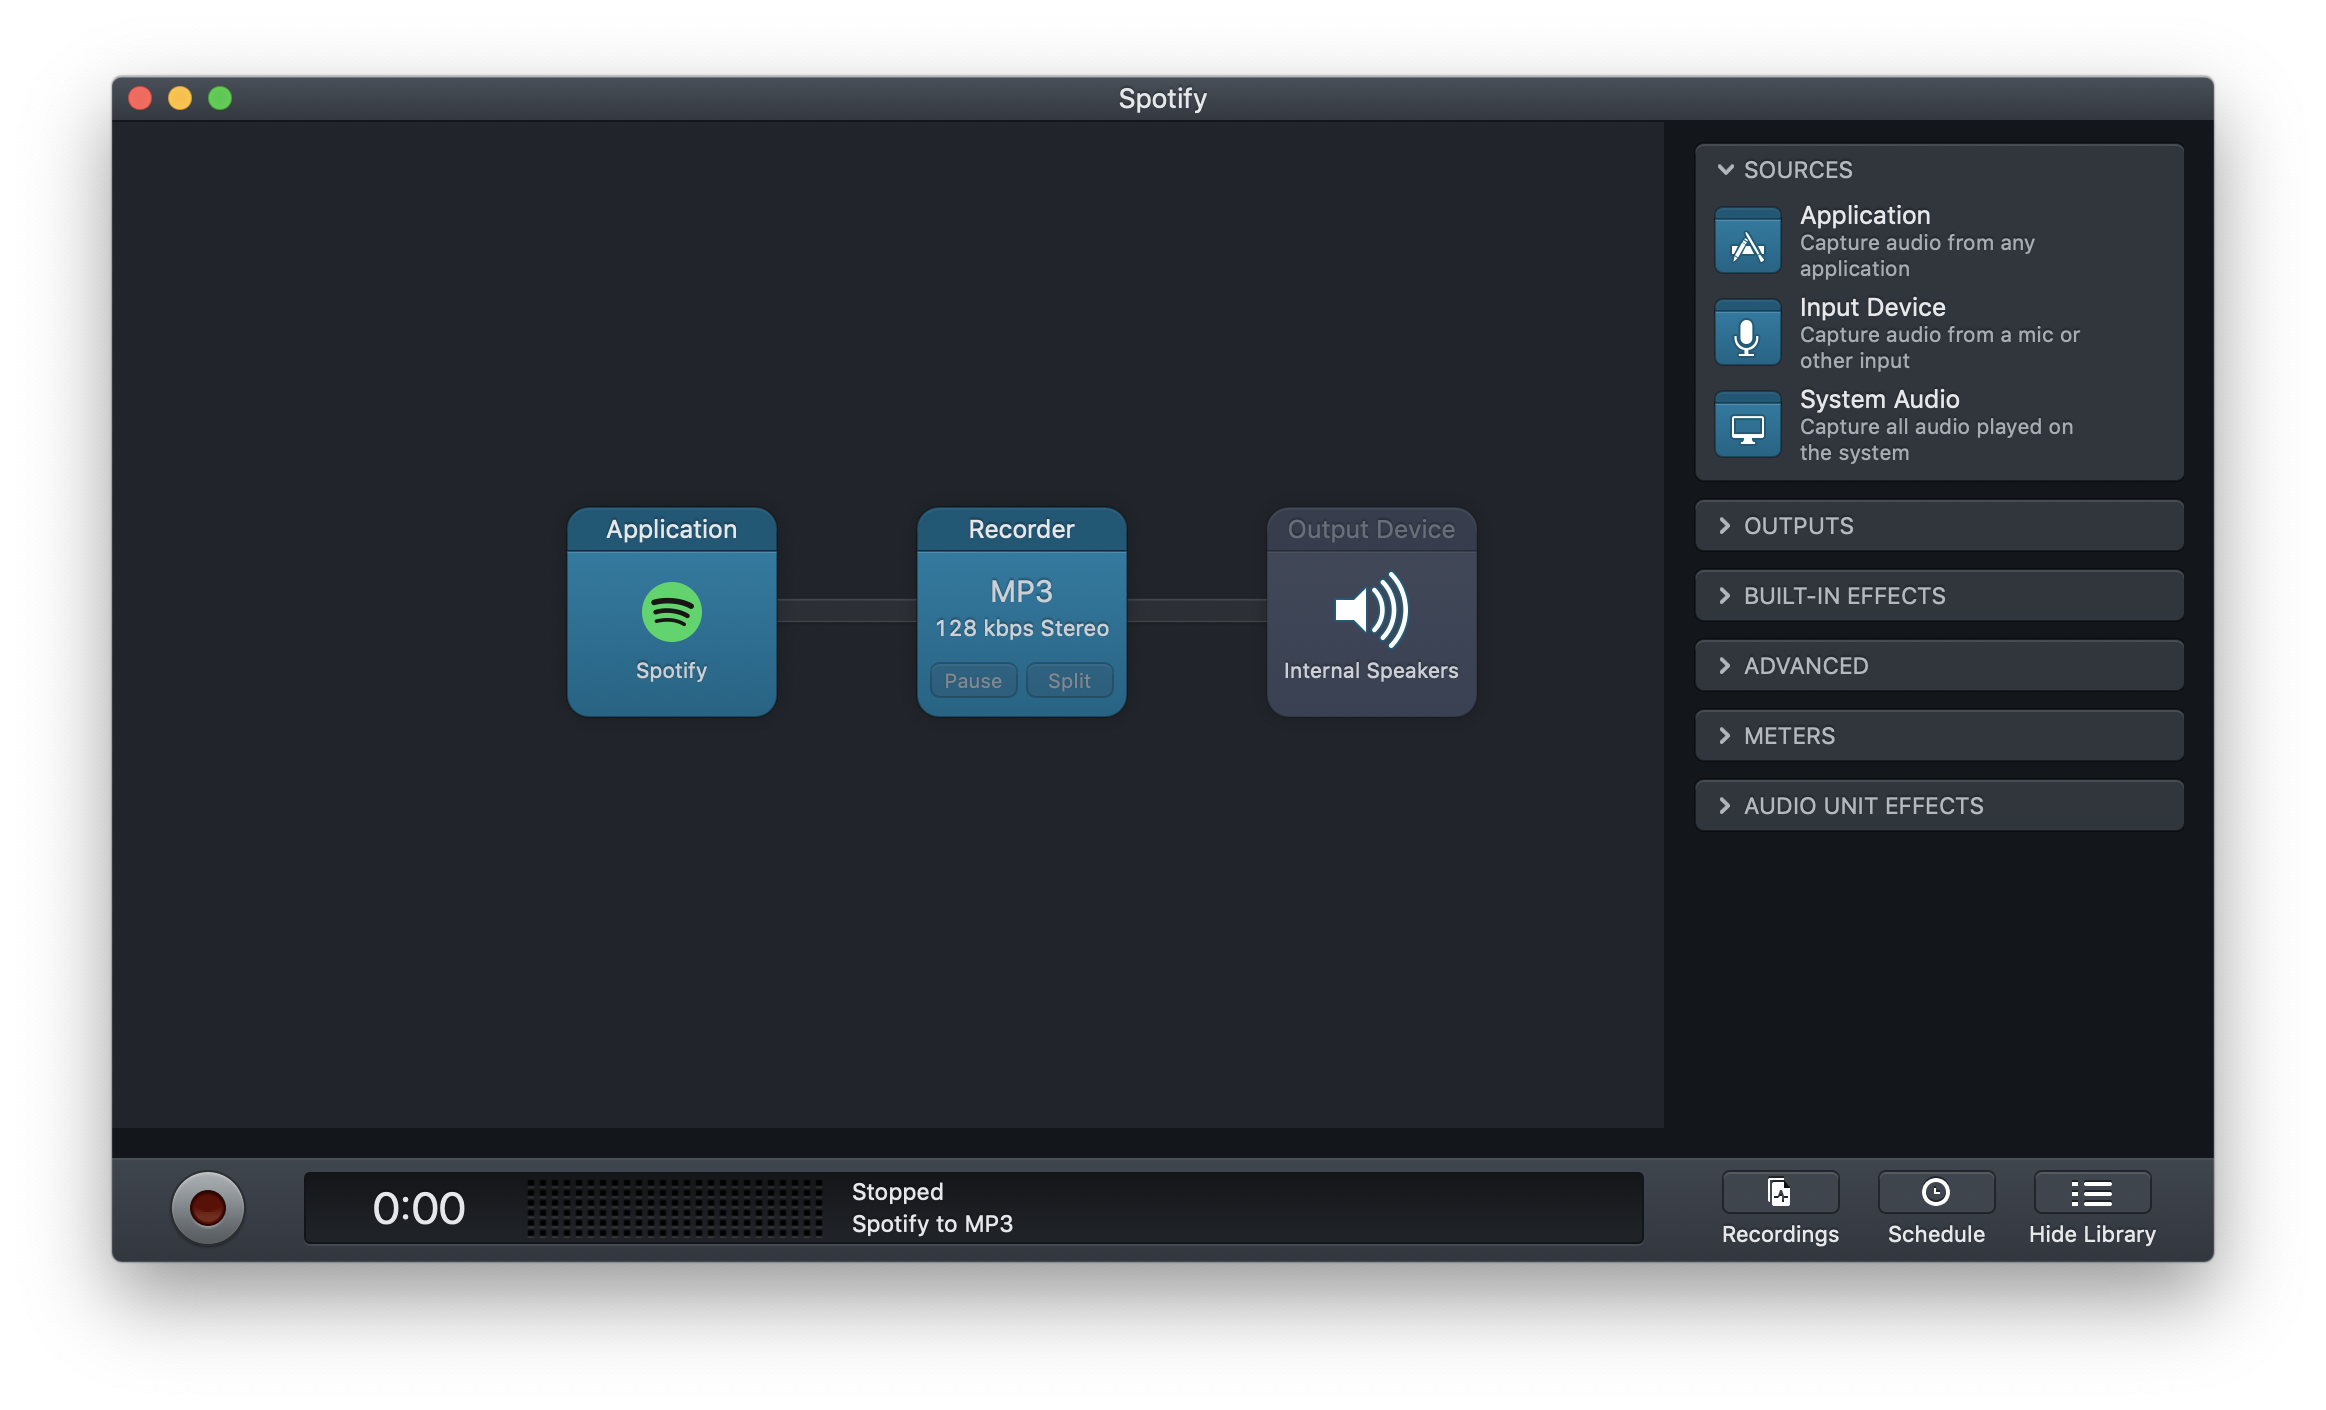 Spotify
Application
Spotify
Recorder
MP3
128 kbps Stereo
Pause
Split
Output Device
Internal Speakers
SOURCES
Application
Capture audio from any
application
Input Device
Capture audio from a mic or
other input
System Audio
Capture all audio played on
the system
OUTPUTS
BUILT-IN EFFECTS
ADVANCED
METERS
AUDIO UNIT EFFECTS
0:00
Stopped
Spotify to MP3
Recordings
Schedule
Hide Library